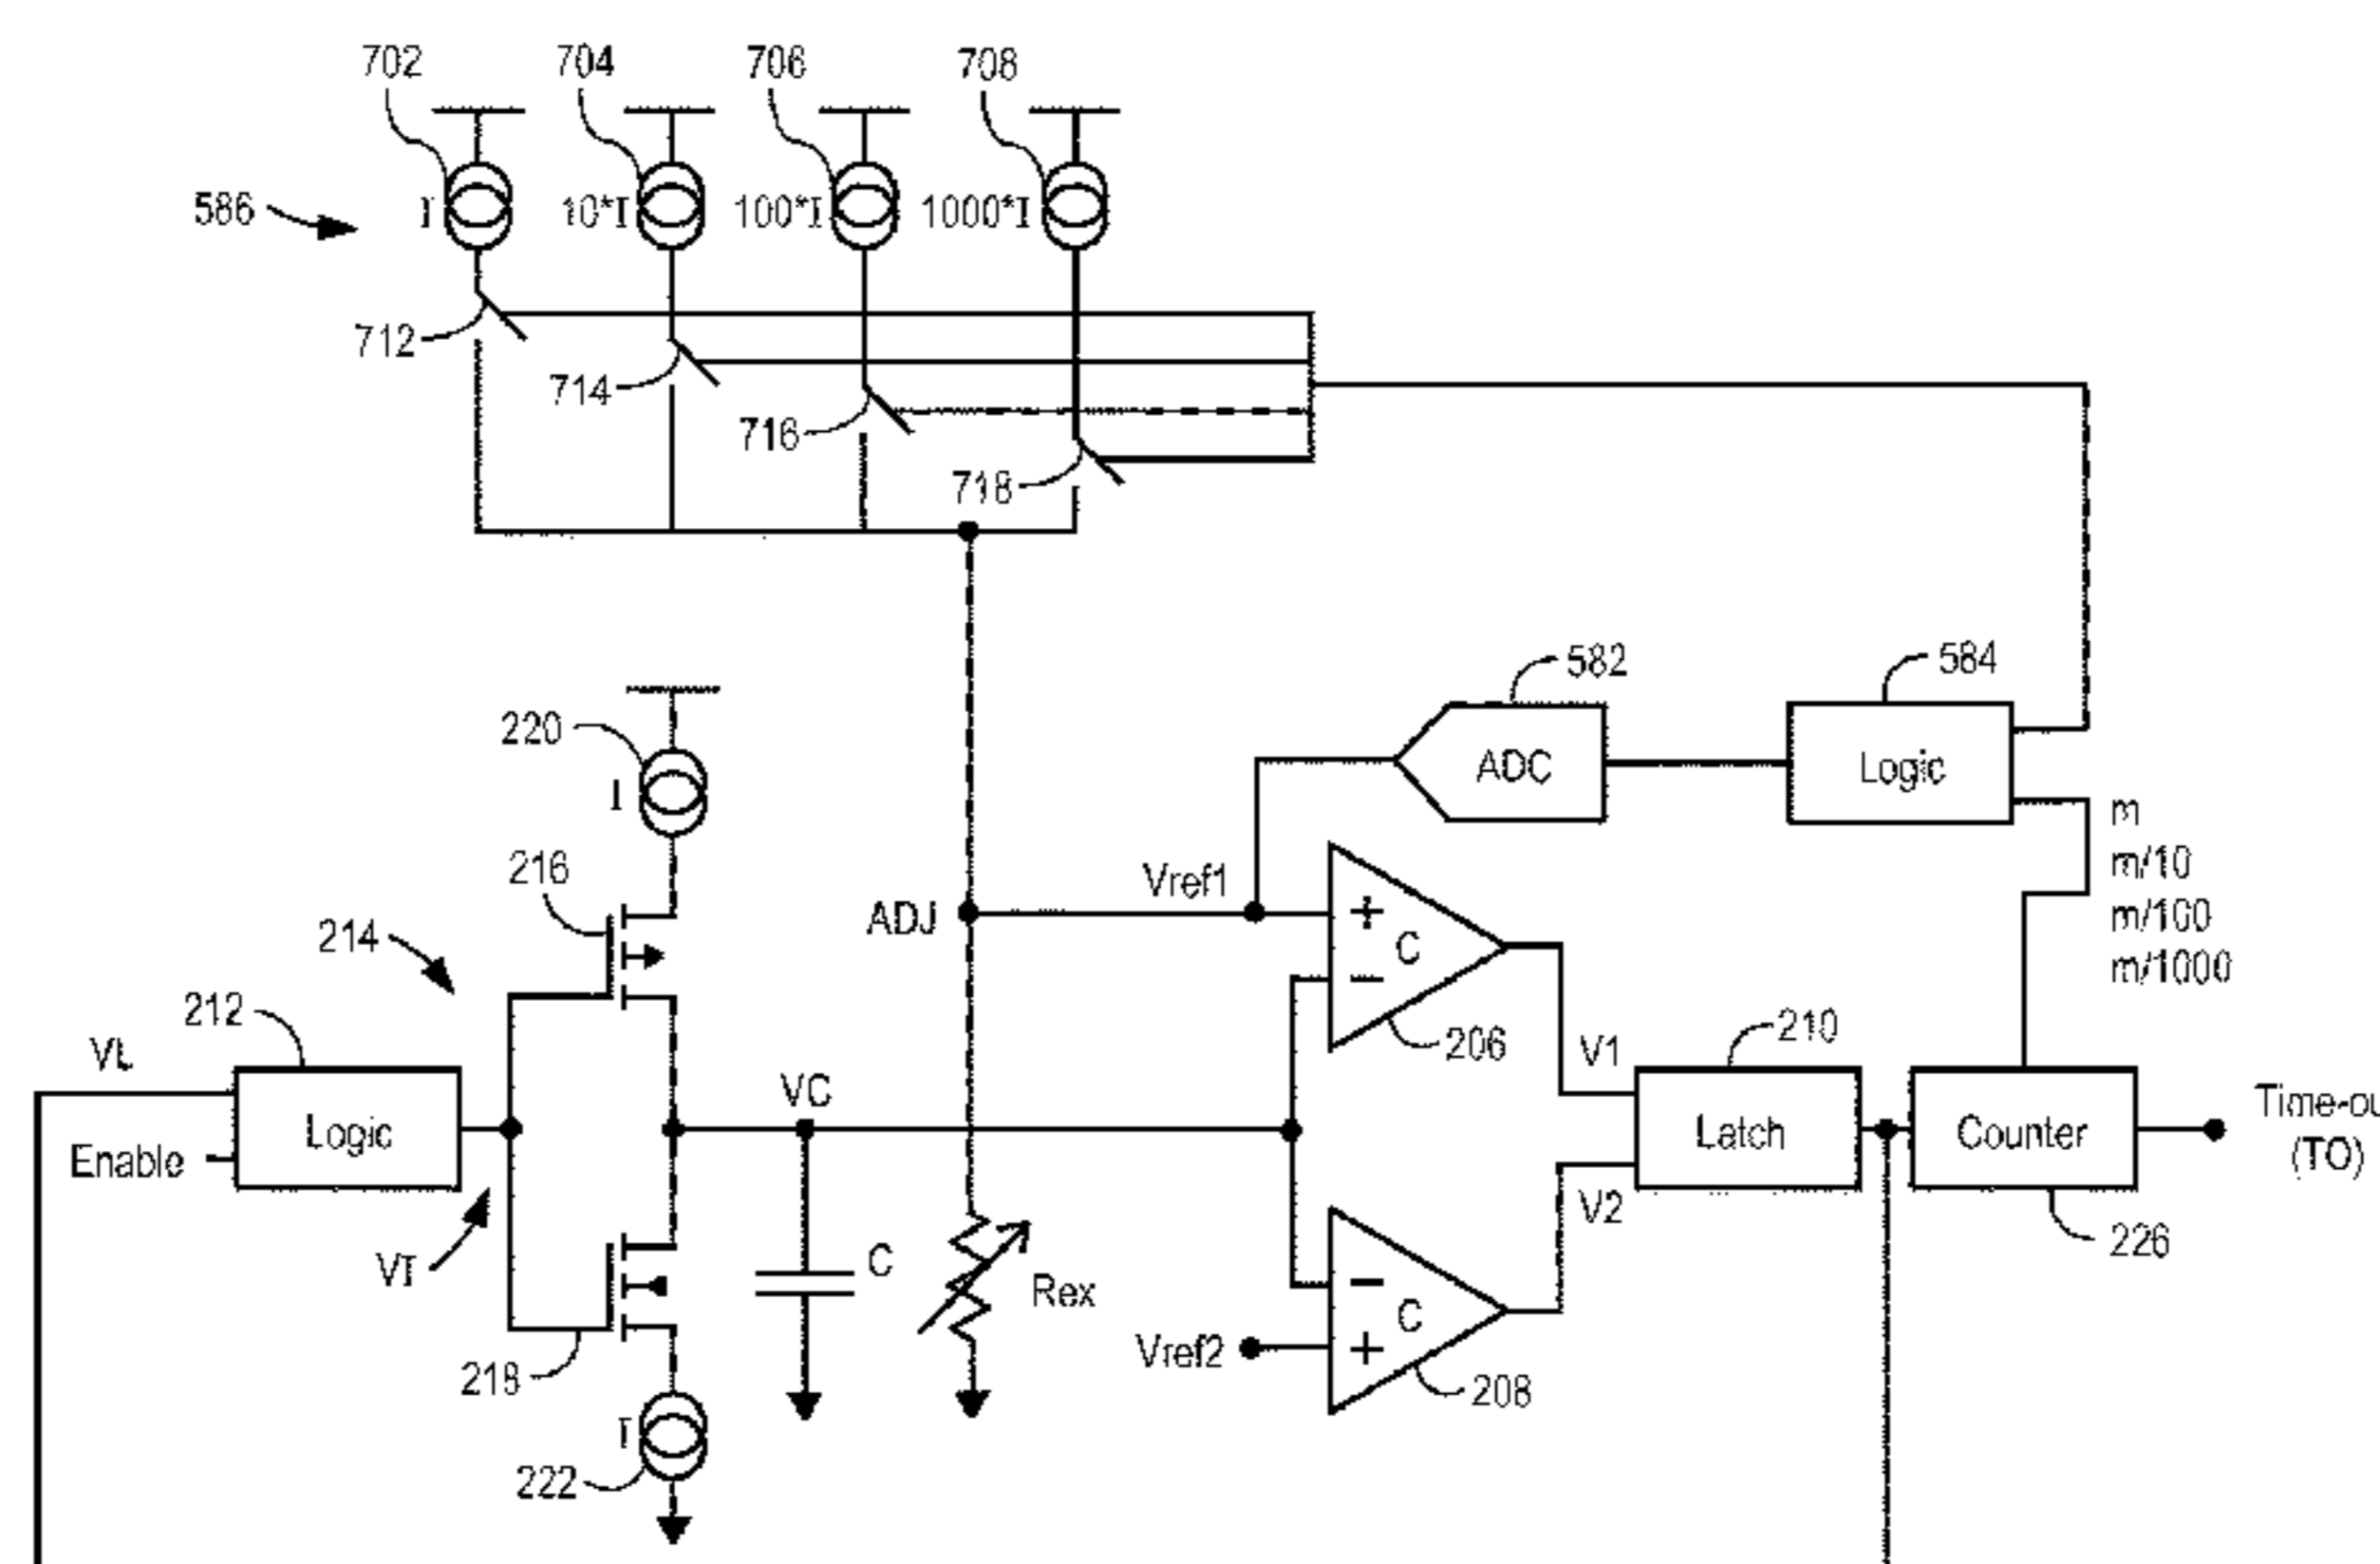 702 704 706 708
586 I 10*I 100*I 1000*I
712
714
716
718
582 584
220
ADC Logic
I
m
216 Vref1 m/10
ADJ + m/100
214 C
− m/1000
212 210
VL 206 V1
VC
Logic Latch Counter Time-ou
Enable (TO)
V2
VI C 226
Rex −
C
Vref2 +
218 208
I
222